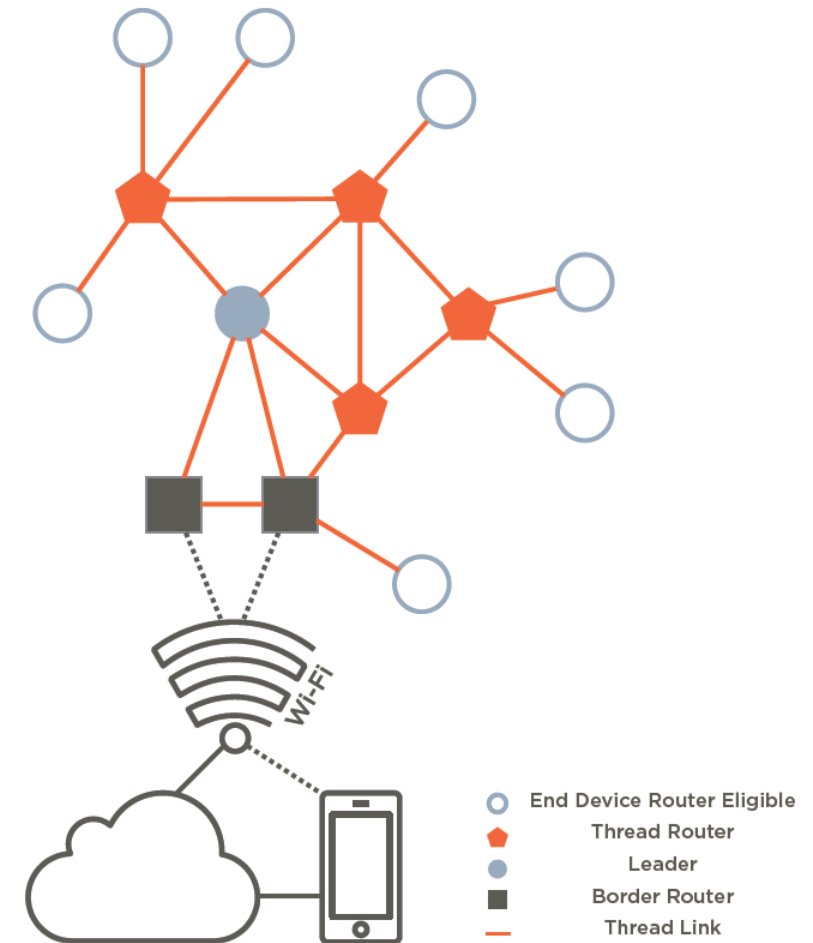 Wi-Fi
End Device Router Eligible
Thread Router
Leader
Border Router
Thread Link